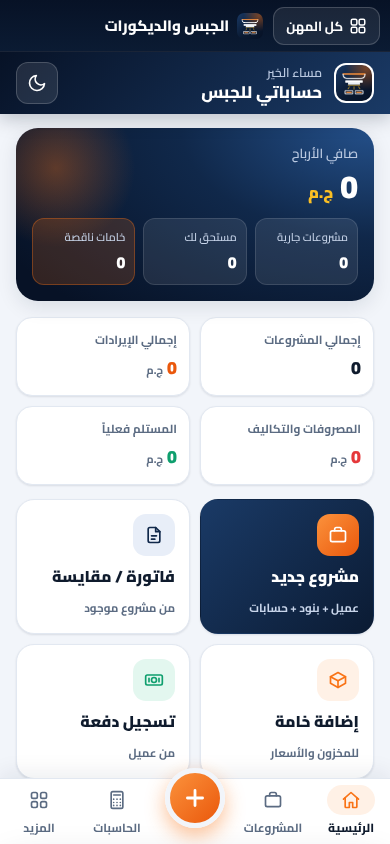 كل المهن
الجبس والديكورات
مساء الخير
حساباتي للجبس
صافي الأرباح
0 ج.م
مشروعات جارية
0
مستحق لك
0
خامات ناقصة
0
إجمالي المشروعات
0
إجمالي الإيرادات
0 ج.م
المصروفات والتكاليف
0 ج.م
المستلم فعلياً
0 ج.م
مشروع جديد
عميل + بنود + حسابات
فاتورة / مقايسة
من مشروع موجود
إضافة خامة
للمخزون والأسعار
تسجيل دفعة
من عميل
الرئيسية
المشروعات
الحاسبات
المزيد